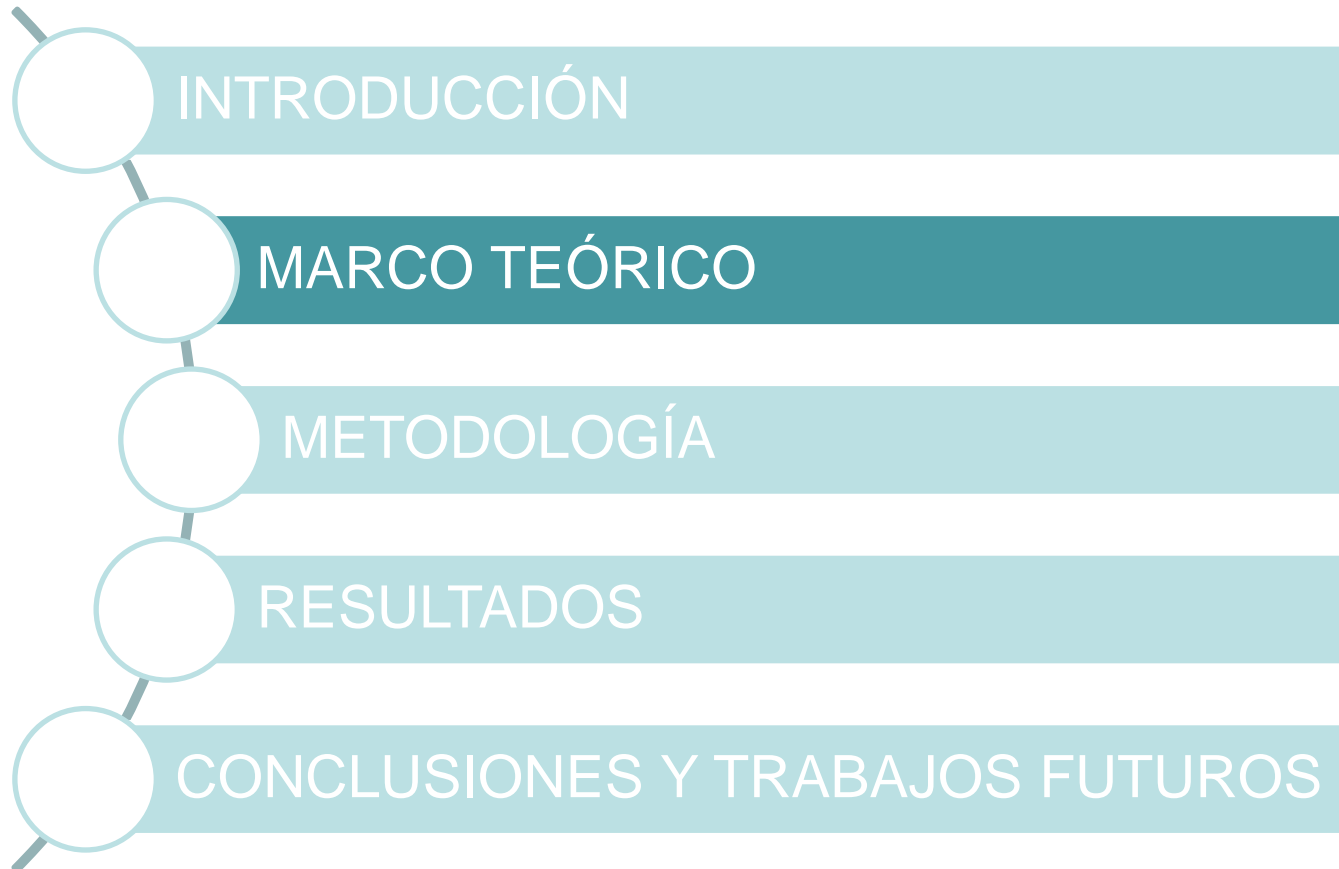 INTRODUCCIÓN
MARCO TEÓRICO
METODOLOGÍA
RESULTADOS
CONCLUSIONES Y TRABAJOS FUTUROS